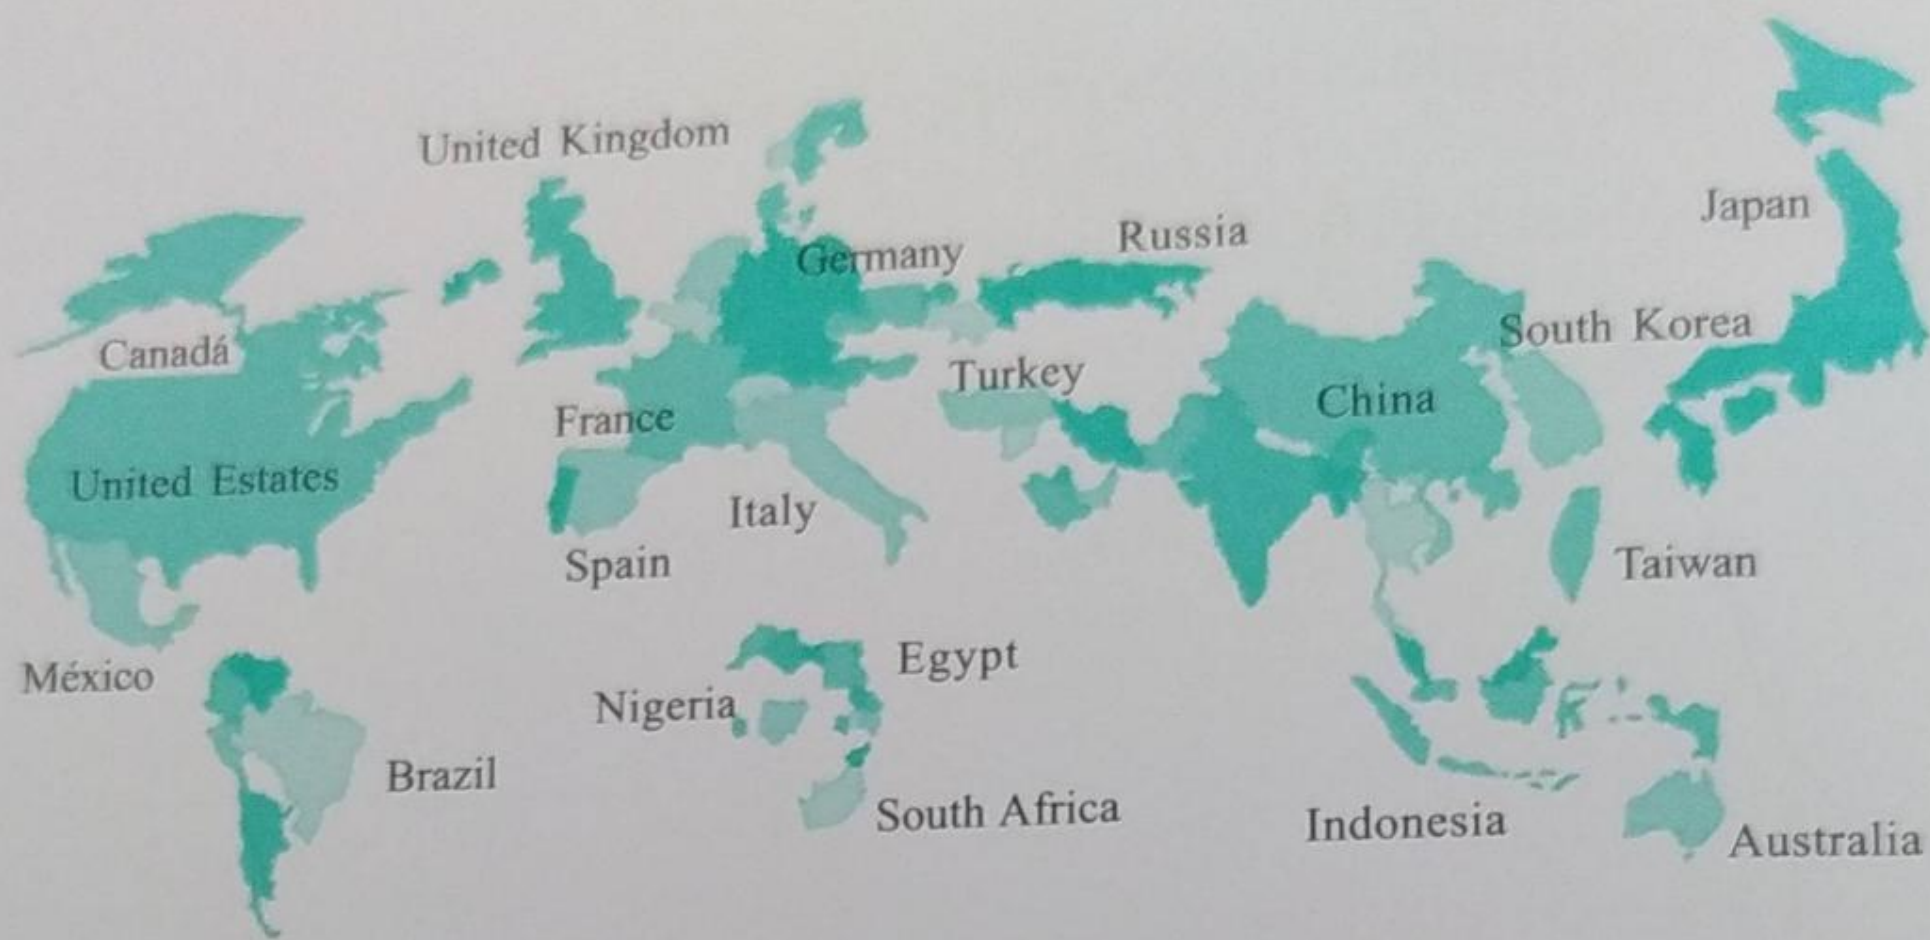 United Kingdom
Japan
Russia
Germany
South Korea
Canadá
Turkey
China
France
United Estates
Italy
Spain
Taiwan
México
Egypt
Nigeria
Brazil
South Africa
Indonesia
Australia